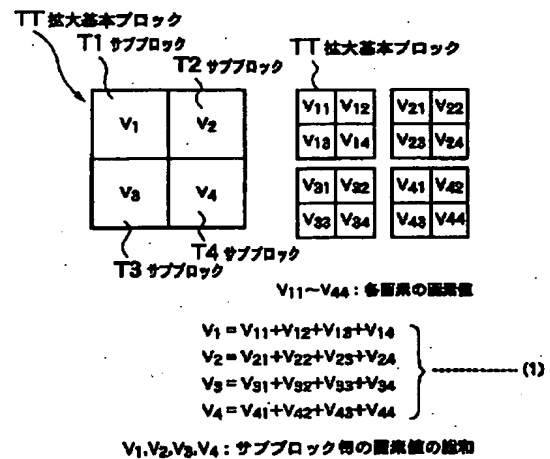 TT 拡大基本ブロック
T1 サブブロック
T2 サブブロック
V1
V2
V3
V4
T4 サブブロック
T3 サブブロック
TT 拡大基本ブロック
V11 V12 V21 V22
V13 V14 V23 V24
V31 V32 V41 V42
V33 V34 V43 V44
V11～V44：各画素の画素値
V1 = V11+V12+V13+V14
V2 = V21+V22+V23+V24
V3 = V31+V32+V33+V34
V4 = V41+V42+V43+V44
(1)
V1,V2,V3,V4：サブブロック毎の画素値の総和